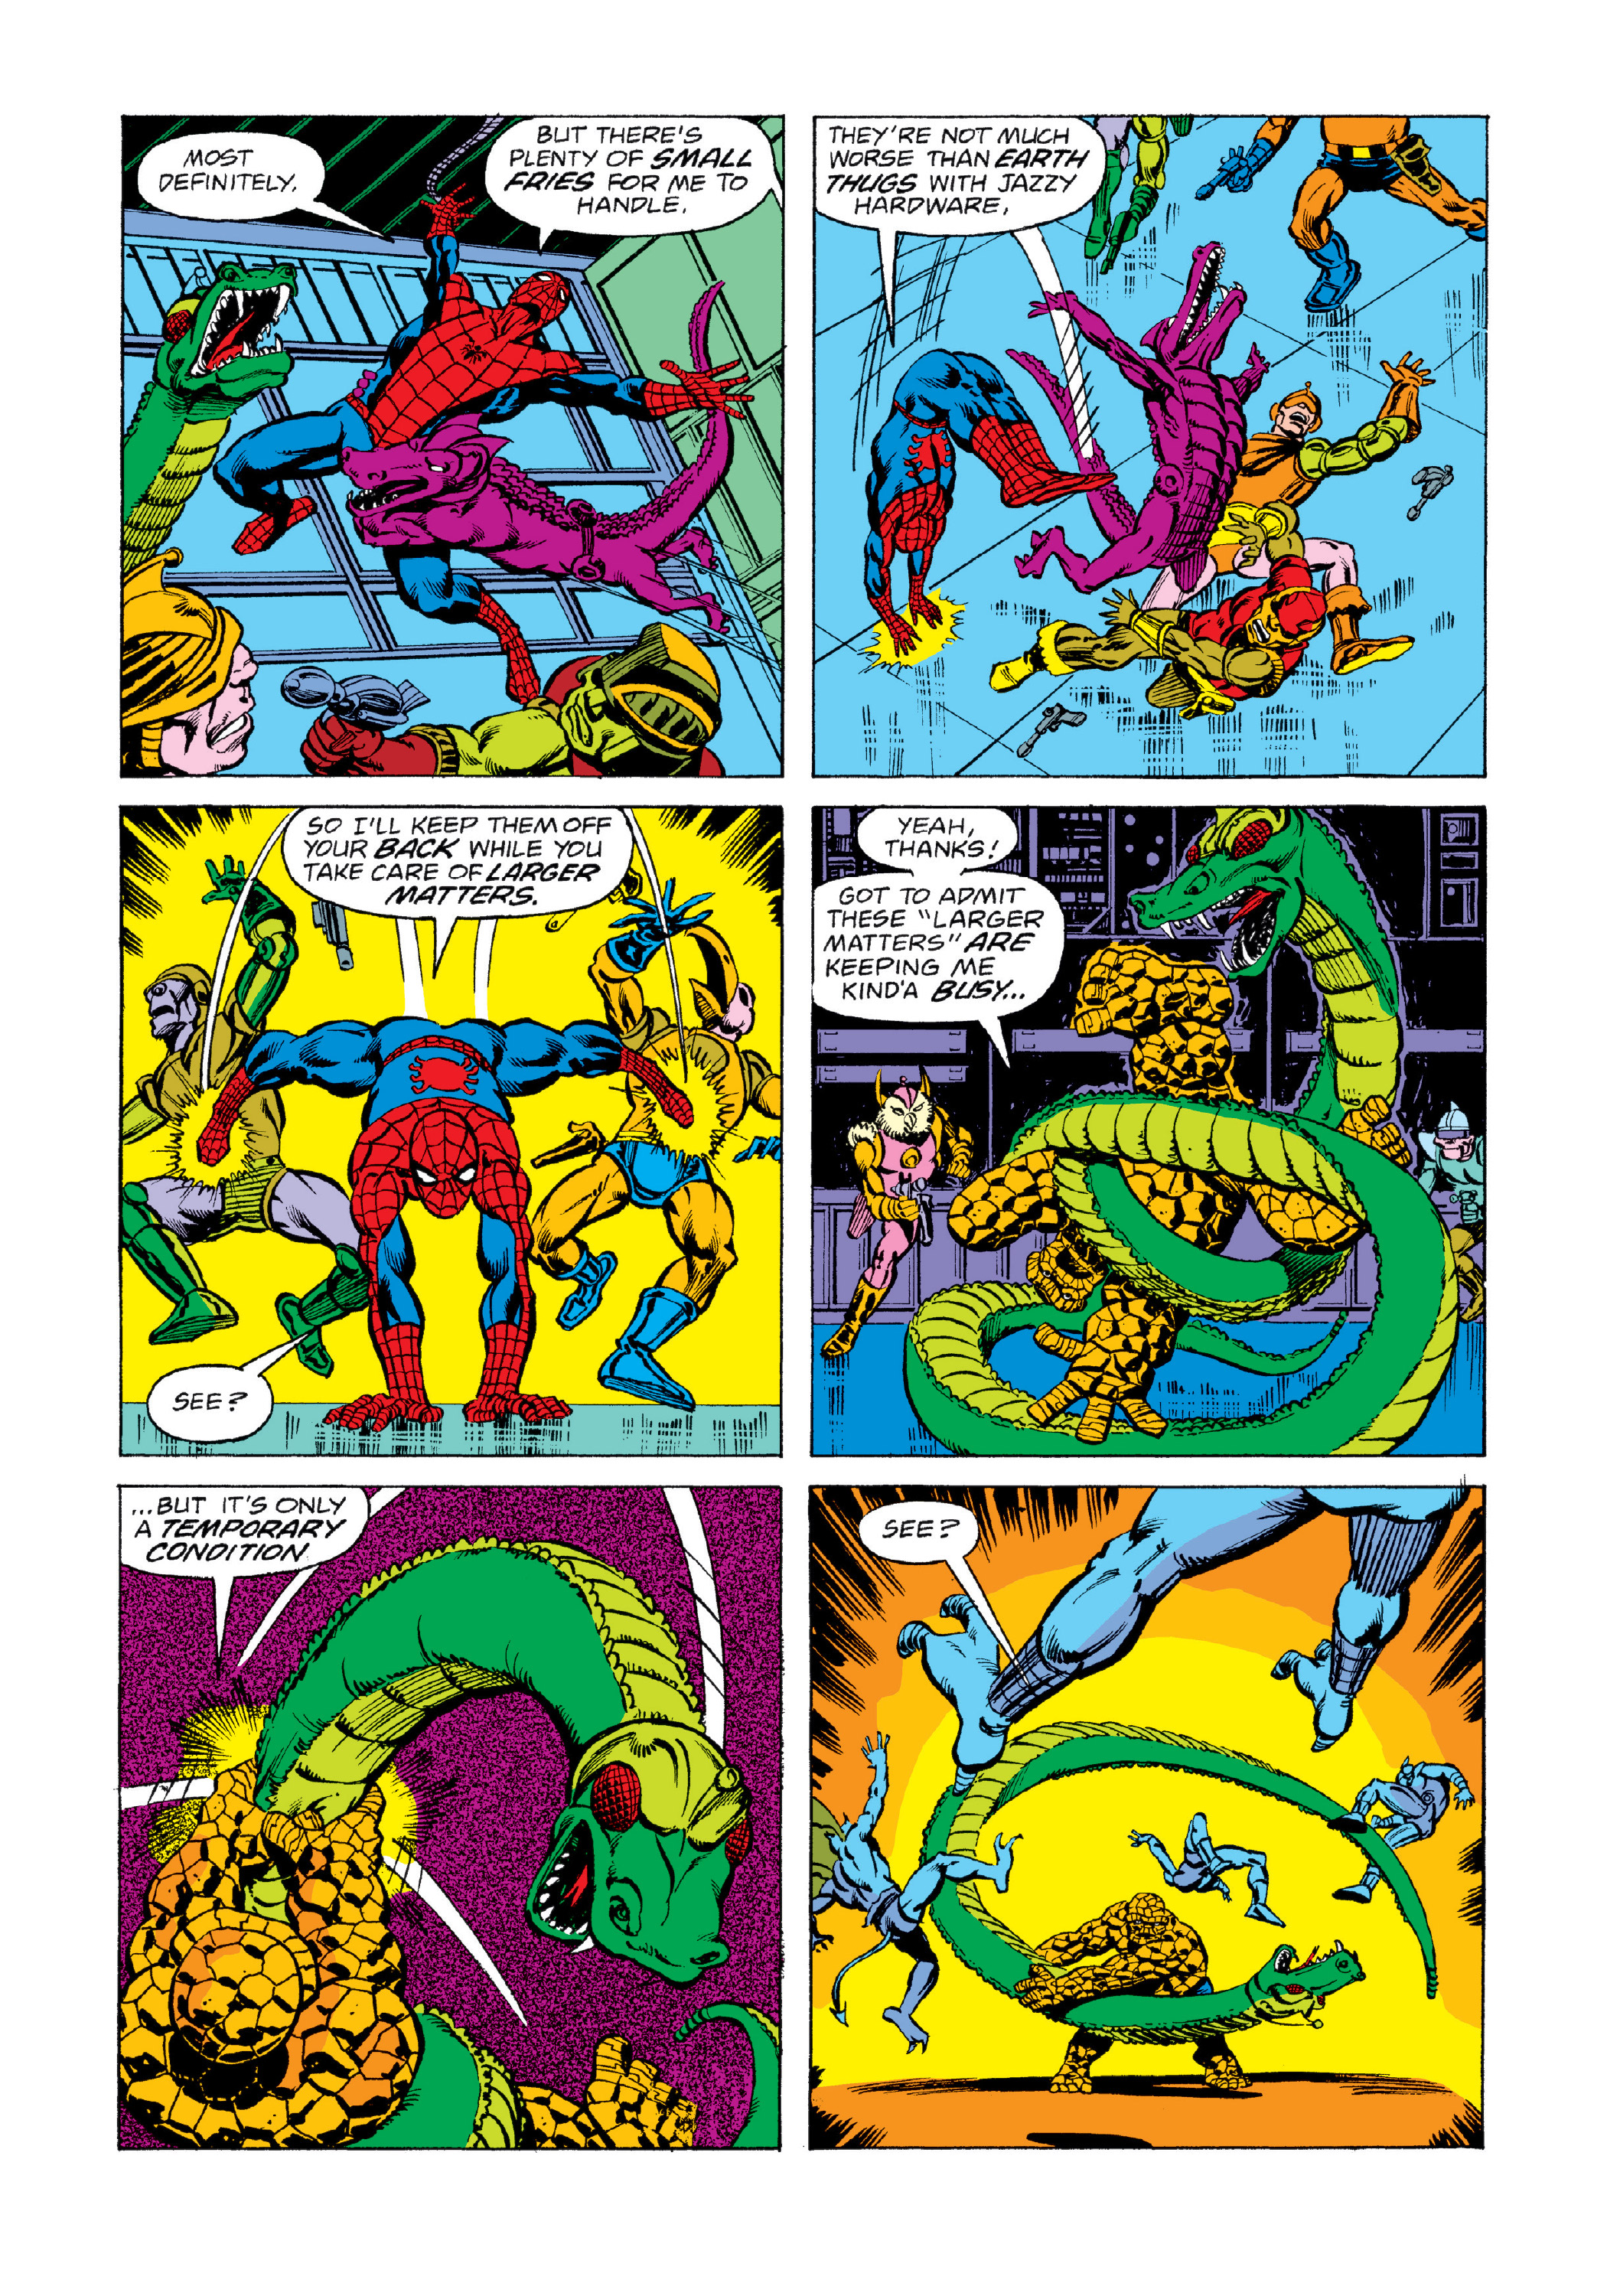 MOST
DEFINITELY.
BUT THERE'S
PLENTY OF SMALL
FRIES FOR ME TO
HANDLE.
THEY'RE NOT MUCH
WORSE THAN EARTH
THUGS WITH JAZZY
HARDWARE.
SO I'LL KEEP THEM OFF
YOUR BACK WHILE YOU
TAKE CARE OF LARGER
MATTERS.
SEE?
YEAH,
THANKS!
GOT TO ADMIT
THESE "LARGER
MATTERS" ARE
KEEPING ME
KIND'A BUSY...
...BUT IT'S ONLY
A TEMPORARY
CONDITION.
SEE?